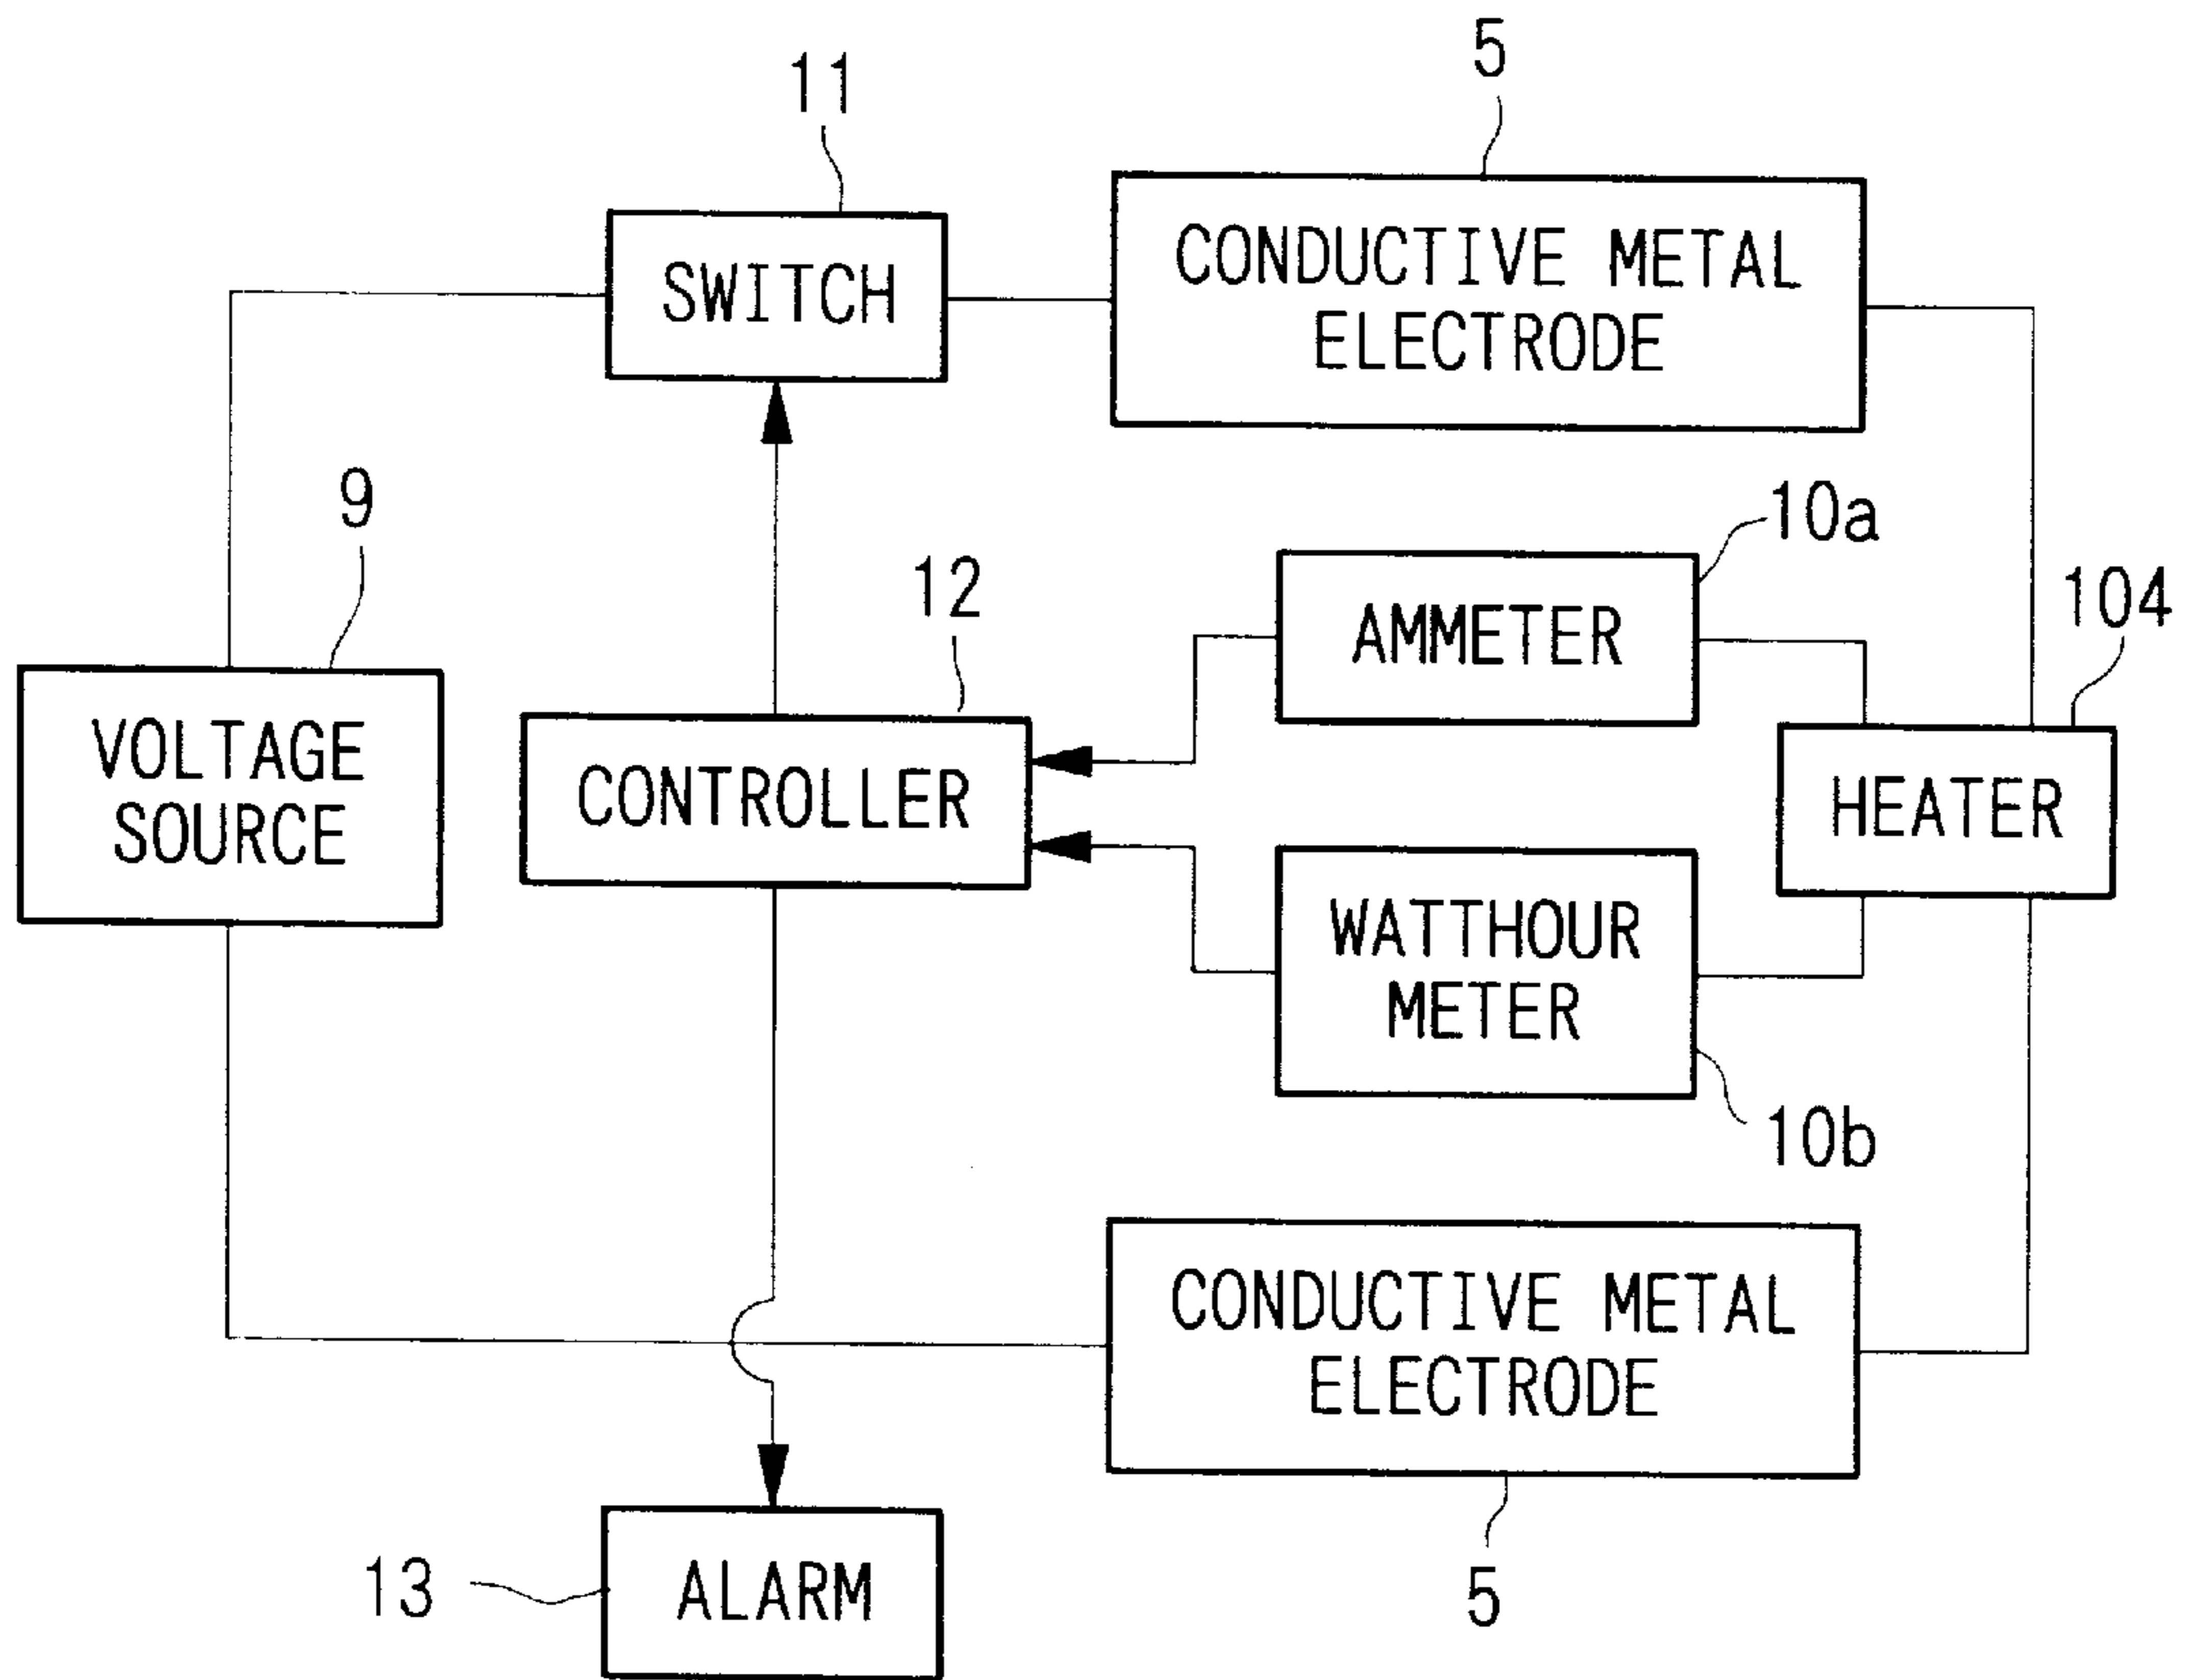 5
11
CONDUCTIVE METAL
ELECTRODE
SWITCH
9
10a
12
104
AMMETER
VOLTAGE
SOURCE
CONTROLLER
HEATER
WATTHOUR
METER
10b
CONDUCTIVE METAL
ELECTRODE
13
ALARM
5